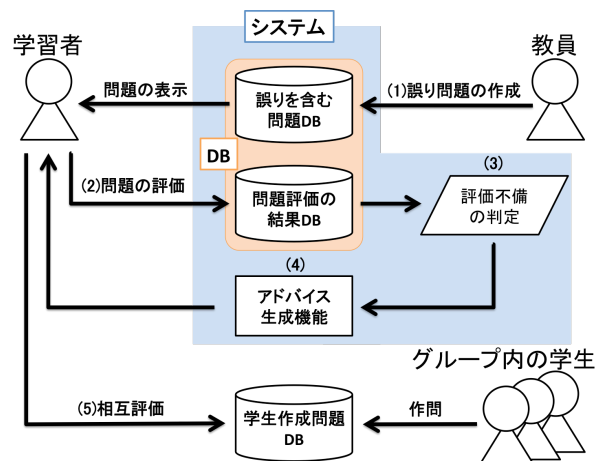 システム
学習者
教員
問題の表示
誤りを含む
問題DB
(1)誤り問題の作成
DB
(2)問題の評価
問題評価の
結果DB
(3)
評価不備
の判定
(4)
アドバイス
生成機能
グループ内の学生
(5)相互評価
学生作成問題
DB
作問